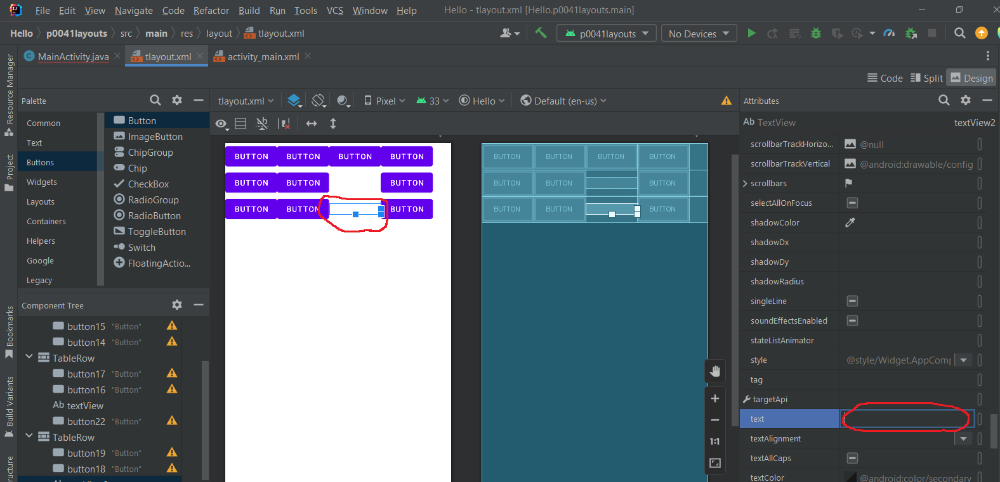 File Edit View Navigate Code Refactor Build Run Tools VCS Window Help Hello - tlayout.xml [Hello.p0041layouts.main]
Hello p0041layouts src main res layout tlayout.xml p0041layouts No Devices
MainActivity.java tlayout.xml activity_main.xml
Code Split Design
Resource Manager
Project
Bookmarks
Build Variants
Palette
Common
Text
Buttons
Widgets
Layouts
Containers
Helpers
Google
Legacy
Button
ImageButton
ChipGroup
Chip
CheckBox
RadioGroup
RadioButton
ToggleButton
Switch
FloatingActio...
Component Tree
button15 "Button"
button14 "Button"
TableRow
button17 "Button"
button16 "Button"
Ab textView
button22 "Button"
TableRow
button19 "Button"
button18 "Button"
tlayout.xml Pixel 33 Hello Default (en-us)
BUTTON BUTTON BUTTON BUTTON
BUTTON BUTTON BUTTON
BUTTON BUTTON BUTTON
BUTTON BUTTON BUTTON BUTTON
BUTTON BUTTON BUTTON
BUTTON BUTTON BUTTON
1:1
Attributes
Ab TextView textView2
scrollbarTrackHorizo... @null
scrollbarTrackVertical @android:drawable/config
scrollbars
selectAllOnFocus
shadowColor
shadowDx
shadowDy
shadowRadius
singleLine
soundEffectsEnabled
stateListAnimator
style @style/Widget.AppComp
tag
targetApi
text
textAlignment
textAllCaps
textColor @android:color/secondary